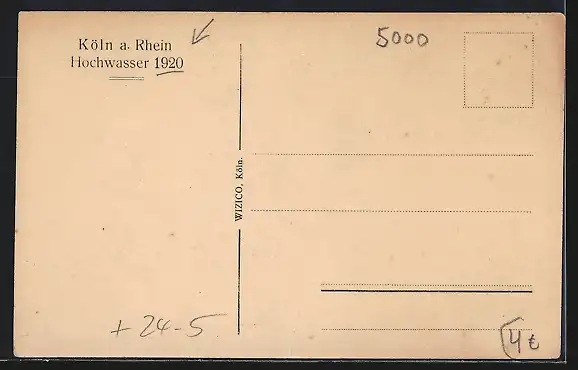 Köln a. Rhein
Hochwasser 1920
5000
WIZICO, Köln.
+ 24-5
4 €